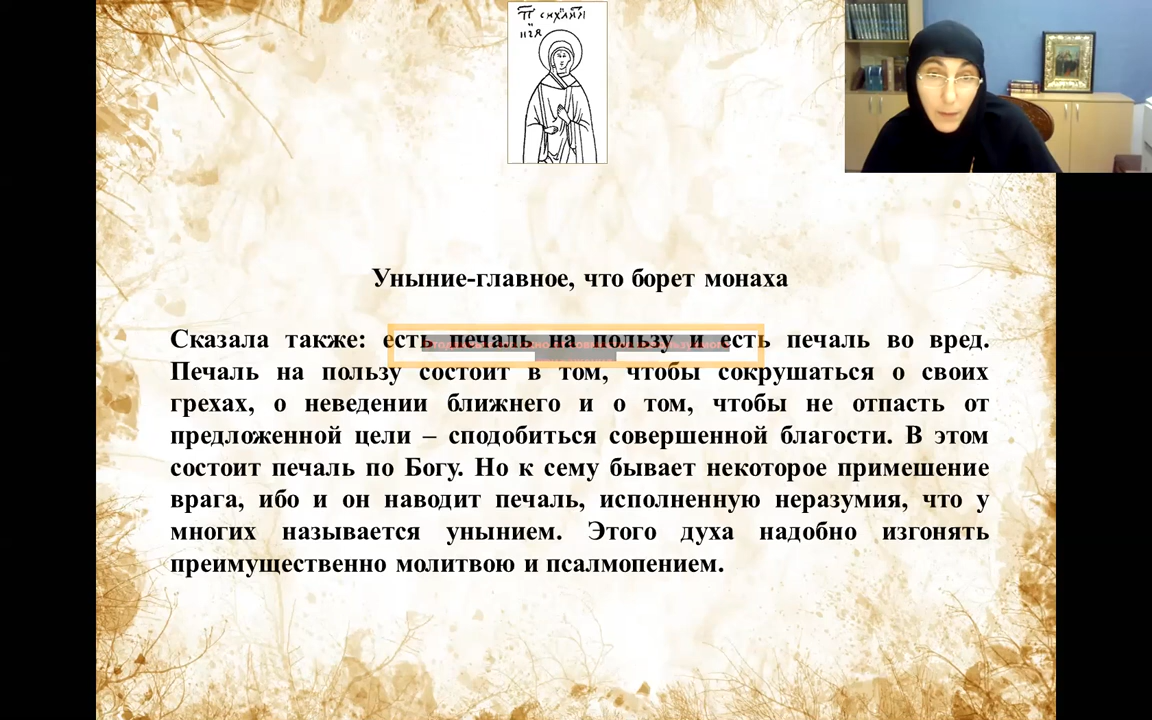 Уныние-главное, что борет монаха
Сказала также: есть печаль на пользу и есть печаль во вред.
Печаль на пользу состоит в том, чтобы сокрушаться о своих
грехах, о неведении ближнего и о том, чтобы не отпасть от
предложенной цели – сподобиться совершенной благости. В этом
состоит печаль по Богу. Но к сему бывает некоторое примешение
врага, ибо и он наводит печаль, исполненную неразумия, что у
многих называется унынием. Этого духа надобно изгонять
преимущественно молитвою и псалмопением.